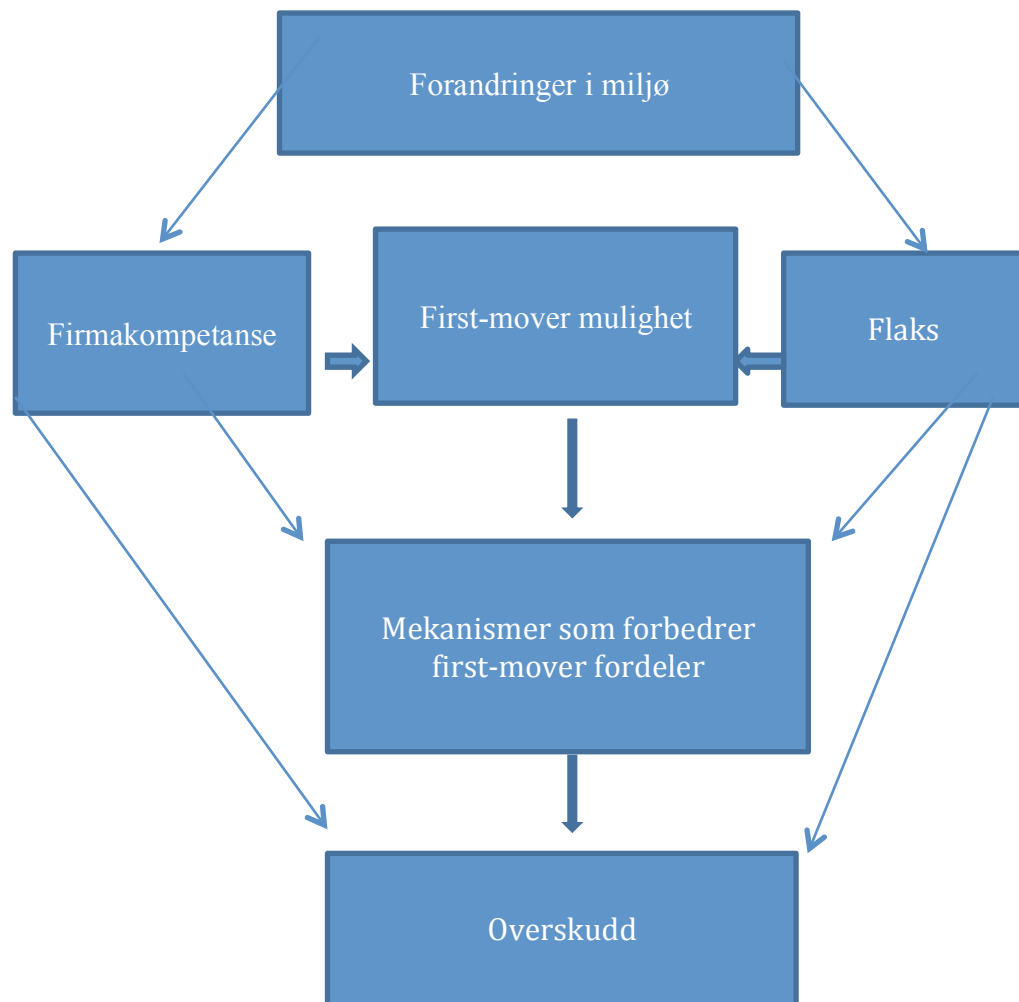 Forandringer i miljø
Firmakompetanse
First-mover mulighet
Flaks
Mekanismer som forbedrer
first-mover fordeler
Overskudd